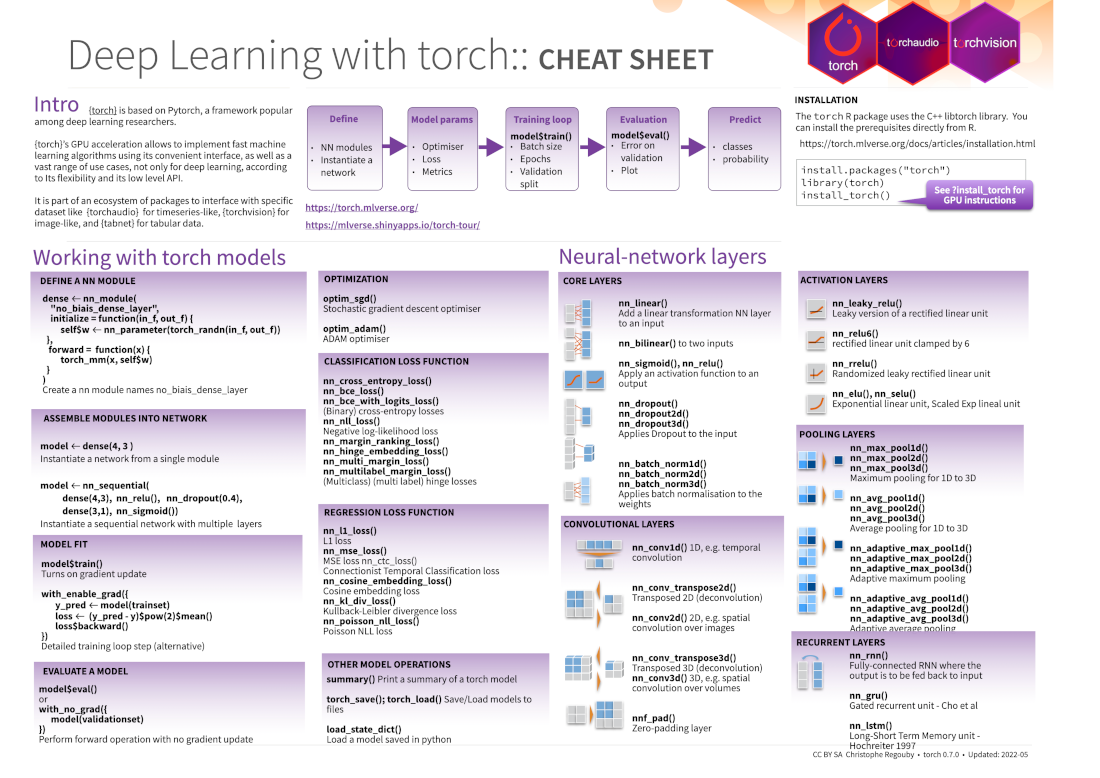 Deep Learning with torch:: CHEAT SHEET
torch
torchaudio
torchvision
Intro {torch} is based on Pytorch, a framework popular
among deep learning researchers.
{torch}'s GPU acceleration allows to implement fast machine
learning algorithms using its convenient interface, as well as a
vast range of use cases, not only for deep learning, according
to Its flexibility and its low level API.
It is part of an ecosystem of packages to interface with specific
dataset like {torchaudio} for timeseries-like, {torchvision} for
image-like, and {tabnet} for tabular data.
Define
• NN modules
• Instantiate a
network
Model params
• Optimiser
• Loss
• Metrics
Training loop
model$train()
• Batch size
• Epochs
• Validation
split
Evaluation
model$eval()
• Error on
validation
• Plot
Predict
• classes
• probability
https://torch.mlverse.org/
https://mlverse.shinyapps.io/torch-tour/
INSTALLATION
The torch R package uses the C++ libtorch library. You
can install the prerequisites directly from R.
https://torch.mlverse.org/docs/articles/installation.html
install.packages("torch")
library(torch)
install_torch()
See ?install_torch for
GPU instructions
Working with torch models
DEFINE A NN MODULE
dense ← nn_module(
"no_biais_dense_layer",
initialize = function(in_f, out_f) {
self$w ← nn_parameter(torch_randn(in_f, out_f))
},
forward = function(x) {
torch_mm(x, self$w)
}
)
Create a nn module names no_biais_dense_layer
ASSEMBLE MODULES INTO NETWORK
model ← dense(4, 3 )
Instantiate a network from a single module
model ← nn_sequential(
dense(4,3), nn_relu(), nn_dropout(0.4),
dense(3,1), nn_sigmoid())
Instantiate a sequential network with multiple layers
MODEL FIT
model$train()
Turns on gradient update
with_enable_grad({
y_pred ← model(trainset)
loss ← (y_pred - y)$pow(2)$mean()
loss$backward()
})
Detailed training loop step (alternative)
EVALUATE A MODEL
model$eval()
or
with_no_grad({
model(validationset)
})
Perform forward operation with no gradient update
OPTIMIZATION
optim_sgd()
Stochastic gradient descent optimiser
optim_adam()
ADAM optimiser
CLASSIFICATION LOSS FUNCTION
nn_cross_entropy_loss()
nn_bce_loss()
nn_bce_with_logits_loss()
(Binary) cross-entropy losses
nn_nll_loss()
Negative log-likelihood loss
nn_margin_ranking_loss()
nn_hinge_embedding_loss()
nn_multi_margin_loss()
nn_multilabel_margin_loss()
(Multiclass) (multi label) hinge losses
REGRESSION LOSS FUNCTION
nn_l1_loss()
L1 loss
nn_mse_loss()
MSE loss nn_ctc_loss()
Connectionist Temporal Classification loss
nn_cosine_embedding_loss()
Cosine embedding loss
nn_kl_div_loss()
Kullback-Leibler divergence loss
nn_poisson_nll_loss()
Poisson NLL loss
OTHER MODEL OPERATIONS
summary() Print a summary of a torch model
torch_save(); torch_load() Save/Load models to
files
load_state_dict()
Load a model saved in python
Neural-network layers
CORE LAYERS
nn_linear()
Add a linear transformation NN layer
to an input
nn_bilinear() to two inputs
nn_sigmoid(), nn_relu()
Apply an activation function to an
output
nn_dropout()
nn_dropout2d()
nn_dropout3d()
Applies Dropout to the input
nn_batch_norm1d()
nn_batch_norm2d()
nn_batch_norm3d()
Applies batch normalisation to the
weights
CONVOLUTIONAL LAYERS
nn_conv1d() 1D, e.g. temporal
convolution
nn_conv_transpose2d()
Transposed 2D (deconvolution)
nn_conv2d() 2D, e.g. spatial
convolution over images
nn_conv_transpose3d()
Transposed 3D (deconvolution)
nn_conv3d() 3D, e.g. spatial
convolution over volumes
nnf_pad()
Zero-padding layer
ACTIVATION LAYERS
nn_leaky_relu()
Leaky version of a rectified linear unit
nn_relu6()
rectified linear unit clamped by 6
nn_rrelu()
Randomized leaky rectified linear unit
nn_elu(), nn_selu()
Exponential linear unit, Scaled Exp lineal unit
POOLING LAYERS
nn_max_pool1d()
nn_max_pool2d()
nn_max_pool3d()
Maximum pooling for 1D to 3D
nn_avg_pool1d()
nn_avg_pool2d()
nn_avg_pool3d()
Average pooling for 1D to 3D
nn_adaptive_max_pool1d()
nn_adaptive_max_pool2d()
nn_adaptive_max_pool3d()
Adaptive maximum pooling
nn_adaptive_avg_pool1d()
nn_adaptive_avg_pool2d()
nn_adaptive_avg_pool3d()
Adaptive average pooling
RECURRENT LAYERS
nn_rnn()
Fully-connected RNN where the
output is to be fed back to input
nn_gru()
Gated recurrent unit - Cho et al
nn_lstm()
Long-Short Term Memory unit -
Hochreiter 1997
CC BY SA Christophe Regouby • torch 0.7.0 • Updated: 2022-05